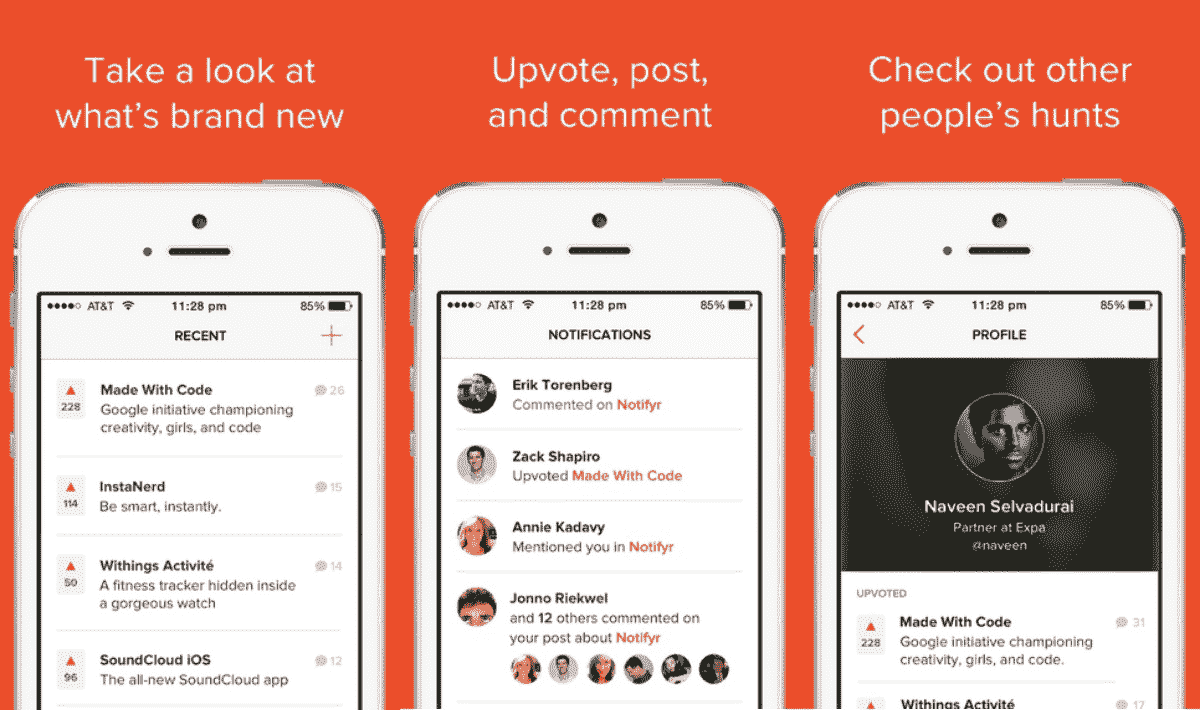 Take a look at
what's brand new
AT&T
11:28 pm
85%
RECENT
228
Made With Code
26
Google initiative championing
creativity, girls, and code
114
InstaNerd
15
Be smart, instantly.
50
Withings Activité
14
A fitness tracker hidden inside
a gorgeous watch
96
SoundCloud iOS
12
The all-new SoundCloud app
Upvote, post,
and comment
AT&T
11:28 pm
85%
NOTIFICATIONS
Erik Torenberg
Commented on Notifyr
Zack Shapiro
Upvoted Made With Code
Annie Kadavy
Mentioned you in Notifyr
Jonno Riekwel
and 12 others commented on
your post about Notifyr
Check out other
people's hunts
AT&T
11:28 pm
85%
PROFILE
Naveen Selvadurai
Partner at Expa
@naveen
UPVOTED
228
Made With Code
31
Google initiative championing
creativity, girls, and code.
Withings Activité
17